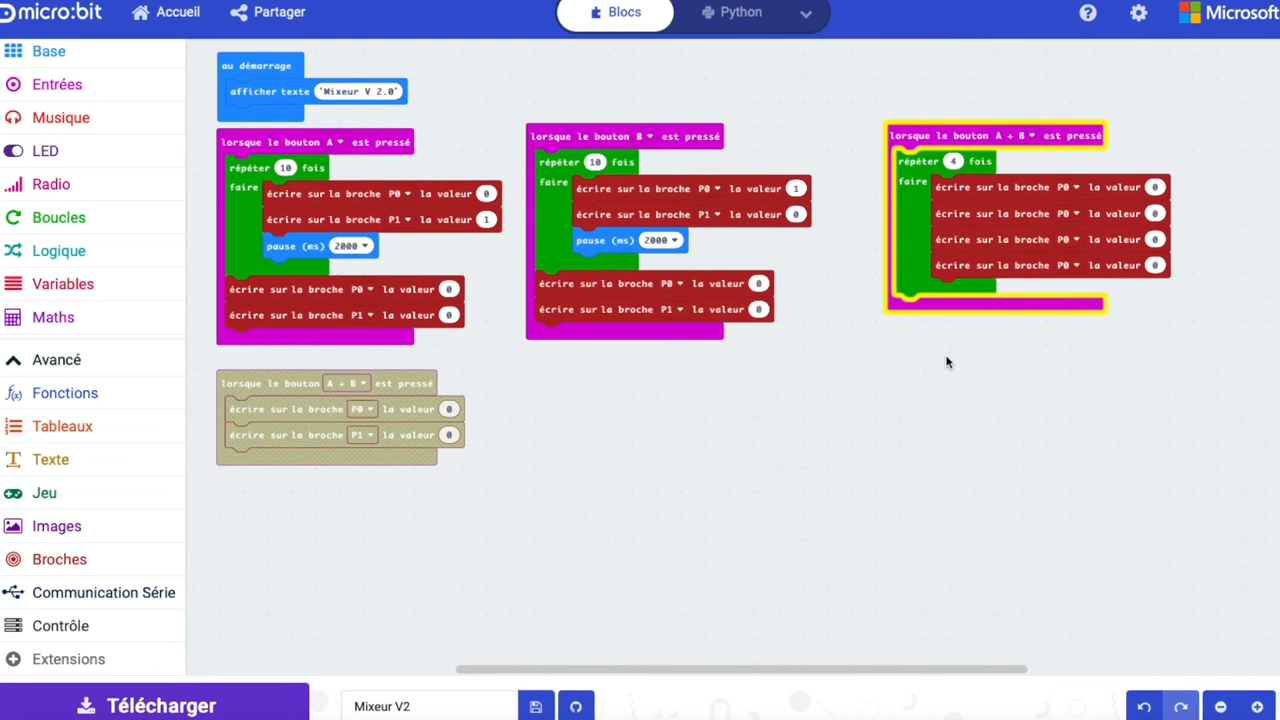 micro:bit
Accueil
Partager
Blocs
Python
?
Microsoft
Base
Entrées
Musique
LED
Radio
Boucles
Logique
Variables
Maths
Avancé
f(x) Fonctions
Tableaux
Texte
Jeu
Images
Broches
Communication Série
Contrôle
Extensions
au démarrage
afficher texte "Mixeur V 2.0"
lorsque le bouton A est pressé
répéter 10 fois
faire écrire sur la broche P0 la valeur 0
écrire sur la broche P1 la valeur 1
pause (ms) 2000
écrire sur la broche P0 la valeur 0
écrire sur la broche P1 la valeur 0
lorsque le bouton A + B est pressé
écrire sur la broche P0 la valeur 0
écrire sur la broche P1 la valeur 0
lorsque le bouton B est pressé
répéter 10 fois
faire écrire sur la broche P0 la valeur 1
écrire sur la broche P1 la valeur 0
pause (ms) 2000
écrire sur la broche P0 la valeur 0
écrire sur la broche P1 la valeur 0
lorsque le bouton A + B est pressé
répéter 4 fois
faire écrire sur la broche P0 la valeur 0
écrire sur la broche P0 la valeur 0
écrire sur la broche P0 la valeur 0
écrire sur la broche P0 la valeur 0
Télécharger
Mixeur V2